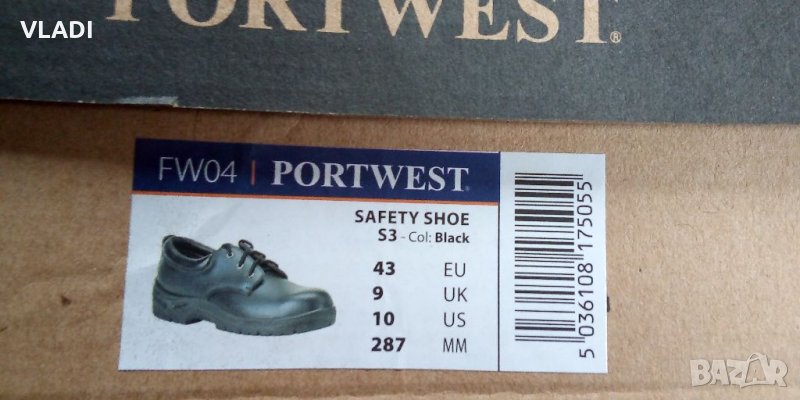 VLADI
PORTWEST®
FW04 | PORTWEST®
SAFETY SHOE
S3 - Col: Black
43 EU
9 UK
10 US
287 MM
5 036108 175055
BAZAR